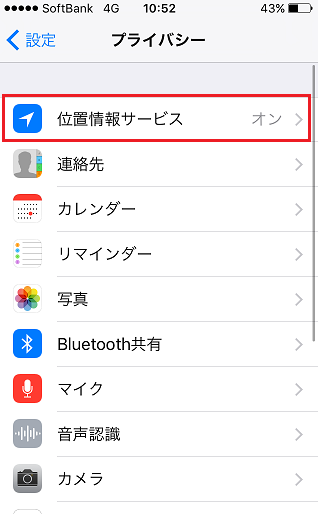 SoftBank 4G 10:52 43%
設定 プライバシー
位置情報サービス オン
連絡先
カレンダー
リマインダー
写真
Bluetooth共有
マイク
音声認識
カメラ